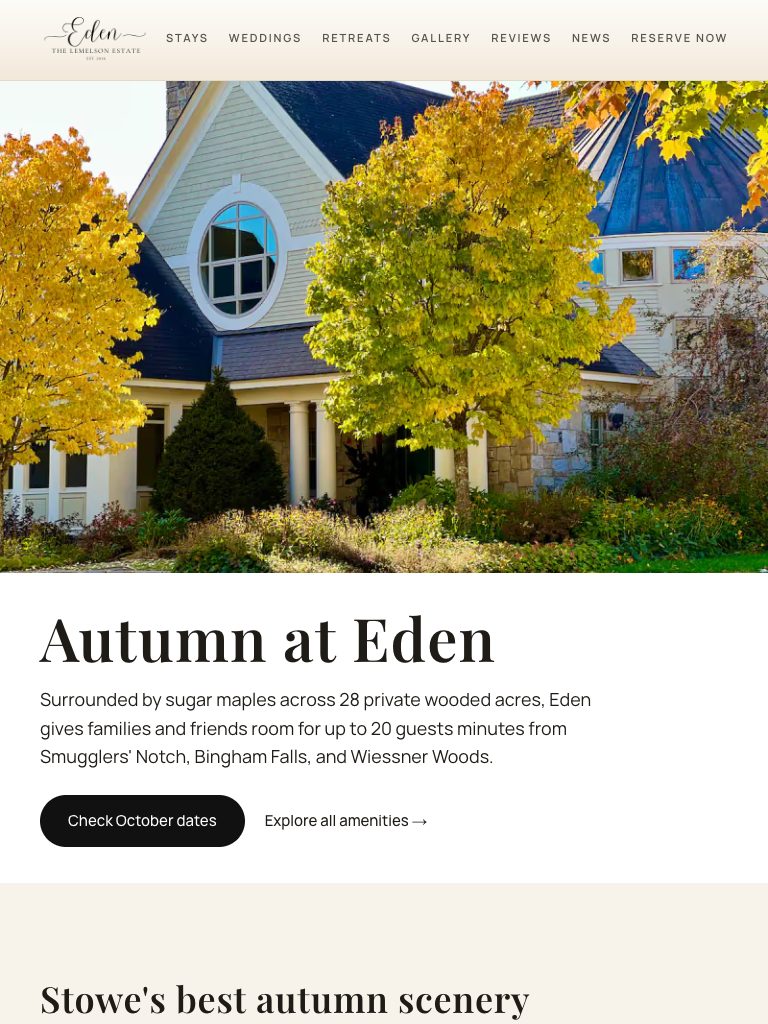 Eden
THE LEMELSON ESTATE
STAYS WEDDINGS RETREATS GALLERY REVIEWS NEWS RESERVE NOW
Autumn at Eden
Surrounded by sugar maples across 28 private wooded acres, Eden
gives families and friends room for up to 20 guests minutes from
Smugglers' Notch, Bingham Falls, and Wiessner Woods.
Check October dates Explore all amenities →
Stowe's best autumn scenery